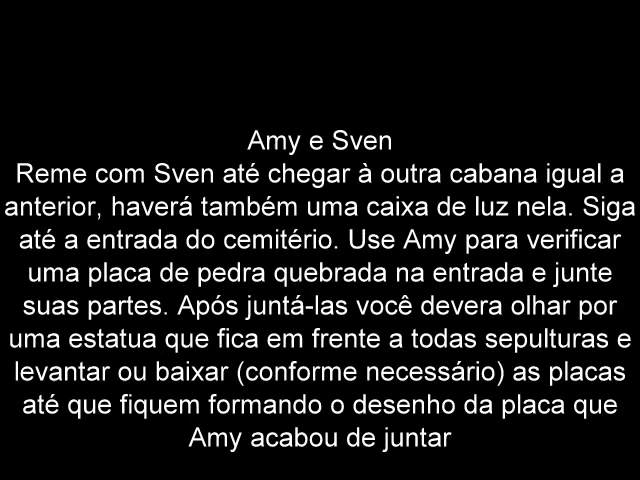 Amy e Sven
Reme com Sven até chegar à outra cabana igual a
anterior, haverá também uma caixa de luz nela. Siga
até a entrada do cemitério. Use Amy para verificar
uma placa de pedra quebrada na entrada e junte
suas partes. Após juntá-las você devera olhar por
uma estatua que fica em frente a todas sepulturas e
levantar ou baixar (conforme necessário) as placas
até que fiquem formando o desenho da placa que
Amy acabou de juntar